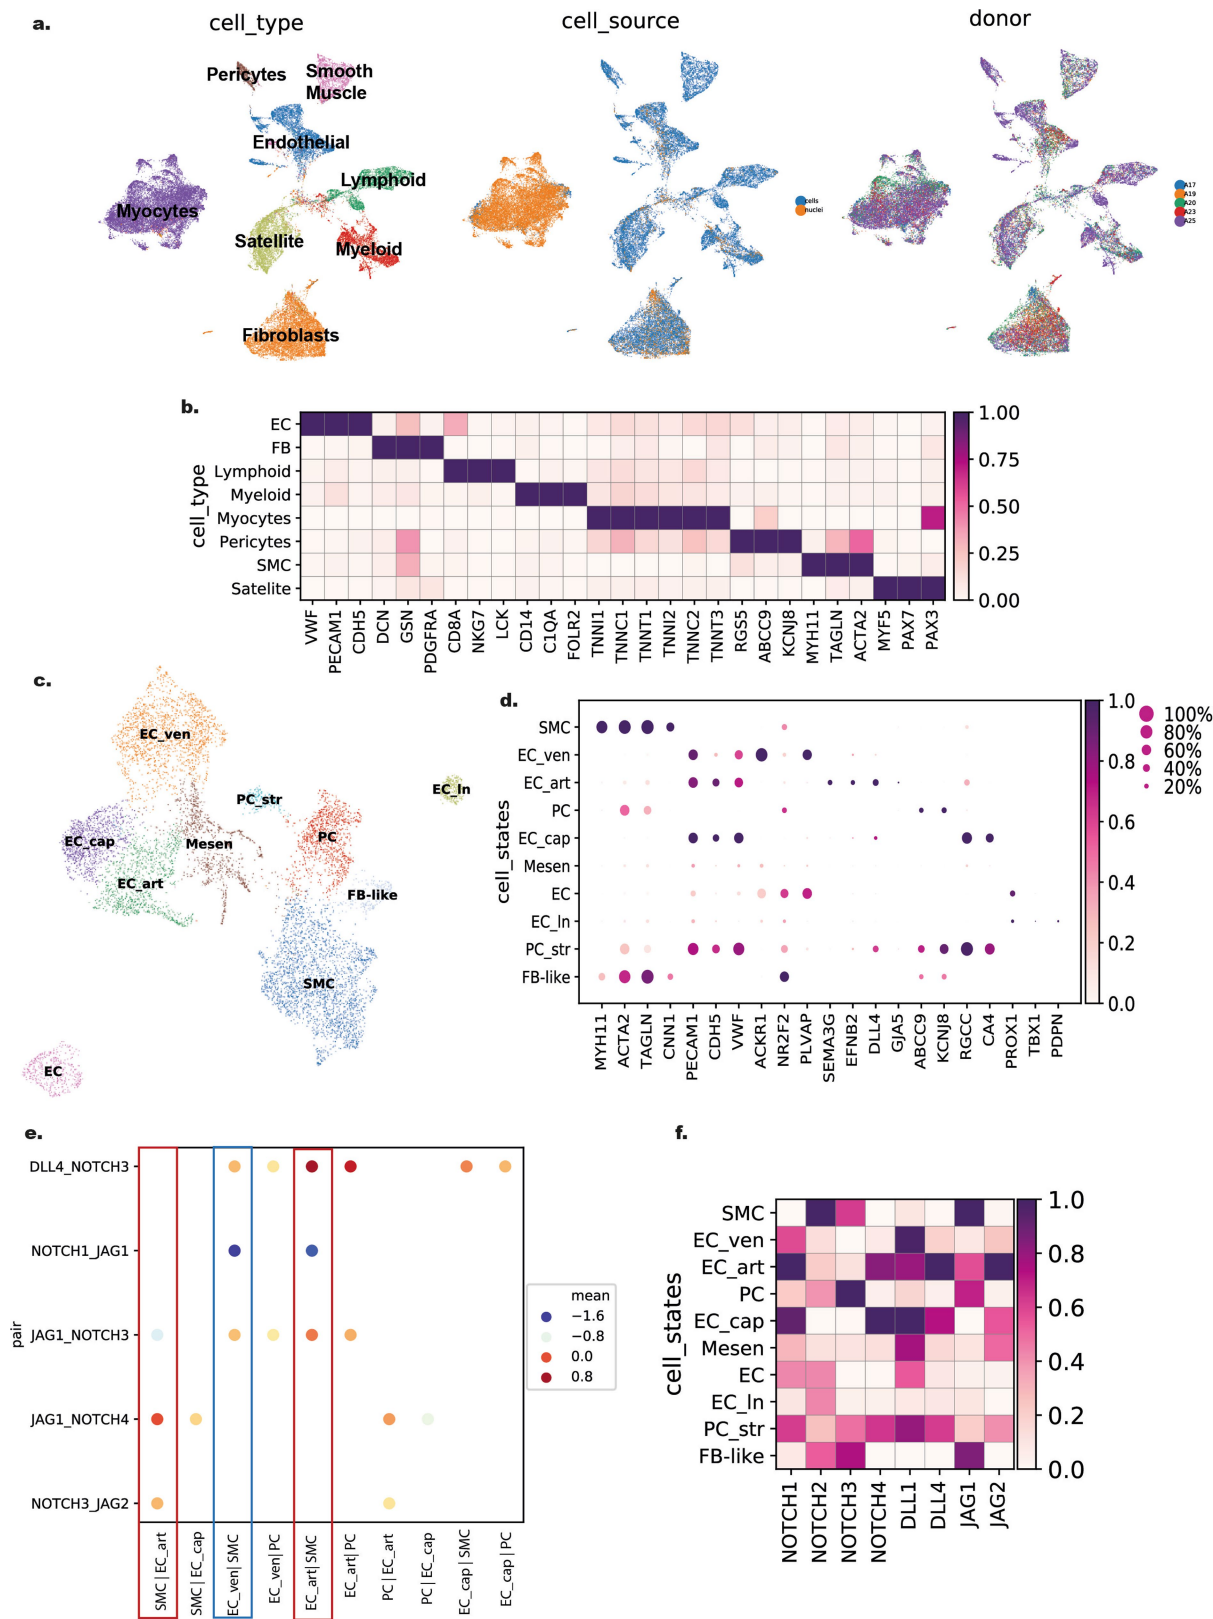 a.
cell_type
cell_source
donor
Pericytes
Smooth
Muscle
Endothelial
Lymphoid
Myocytes
Satellite
Myeloid
Fibroblasts
cells
nuclei
A17
A19
A20
A23
A25
b.
cell_type
EC
FB
Lymphoid
Myeloid
Myocytes
Pericytes
SMC
Satelite
VWF
PECAM1
CDH5
DCN
GSN
PDGFRA
CD8A
NKG7
LCK
CD14
C1QA
FOLR2
TNNI1
TNNC1
TNNT1
TNNI2
TNNC2
TNNT3
RGS5
ABCC9
KCNJ8
MYH11
TAGLN
ACTA2
MYF5
PAX7
PAX3
1.00
0.75
0.50
0.25
0.00
c.
EC_ven
EC_ln
PC_str
EC_cap
Mesen
PC
EC_art
FB-like
SMC
EC
d.
cell_states
SMC
EC_ven
EC_art
PC
EC_cap
Mesen
EC
EC_ln
PC_str
FB-like
MYH11
ACTA2
TAGLN
CNN1
PECAM1
CDH5
VWF
ACKR1
NR2F2
PLVAP
SEMA3G
EFNB2
DLL4
GJA5
ABCC9
KCNJ8
RGCC
CA4
PROX1
TBX1
PDPN
1.0
0.8
0.6
0.4
0.2
0.0
100%
80%
60%
40%
20%
e.
pair
DLL4_NOTCH3
NOTCH1_JAG1
JAG1_NOTCH3
JAG1_NOTCH4
NOTCH3_JAG2
SMC | EC_art
SMC | EC_cap
EC_ven| SMC
EC_ven| PC
EC_art| SMC
EC_art| PC
PC | EC_art
PC | EC_cap
EC_cap | SMC
EC_cap | PC
mean
−1.6
−0.8
0.0
0.8
f.
cell_states
SMC
EC_ven
EC_art
PC
EC_cap
Mesen
EC
EC_ln
PC_str
FB-like
NOTCH1
NOTCH2
NOTCH3
NOTCH4
DLL1
DLL4
JAG1
JAG2
1.0
0.8
0.6
0.4
0.2
0.0